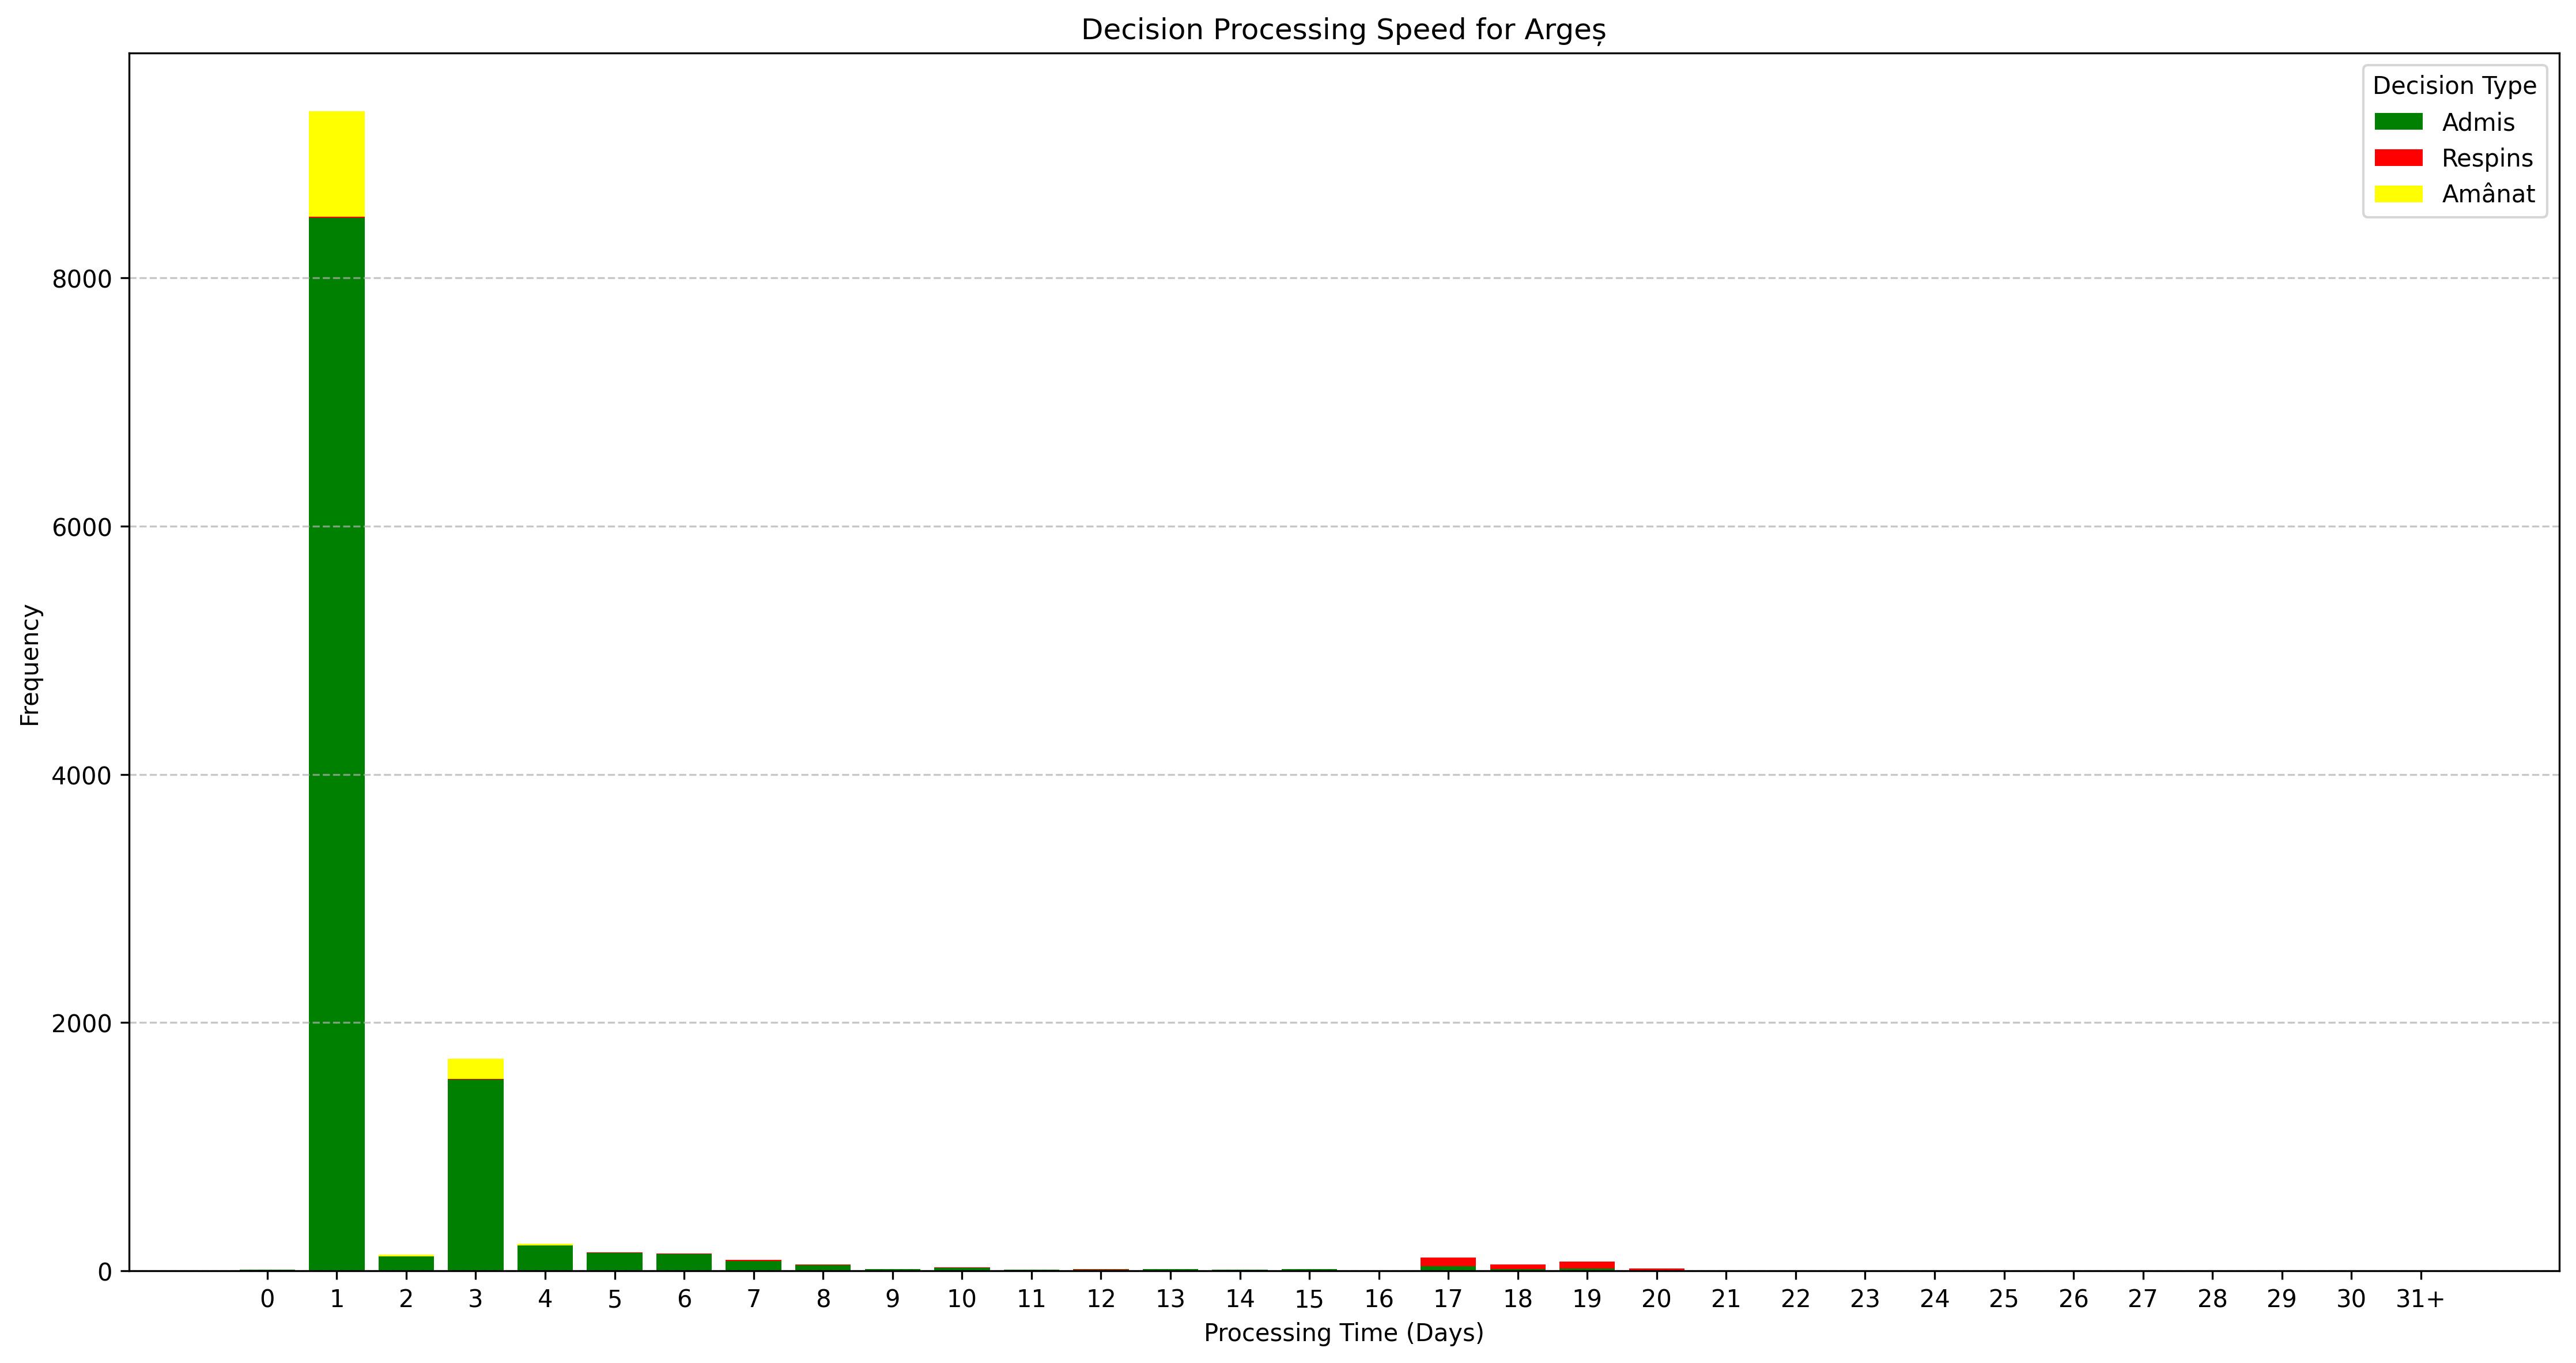 Decision Processing Speed for Argeș
Decision Type
Admis
Respins
Amânat
Frequency
8000
6000
4000
2000
0
0 1 2 3 4 5 6 7 8 9 10 11 12 13 14 15 16 17 18 19 20 21 22 23 24 25 26 27 28 29 30 31+
Processing Time (Days)